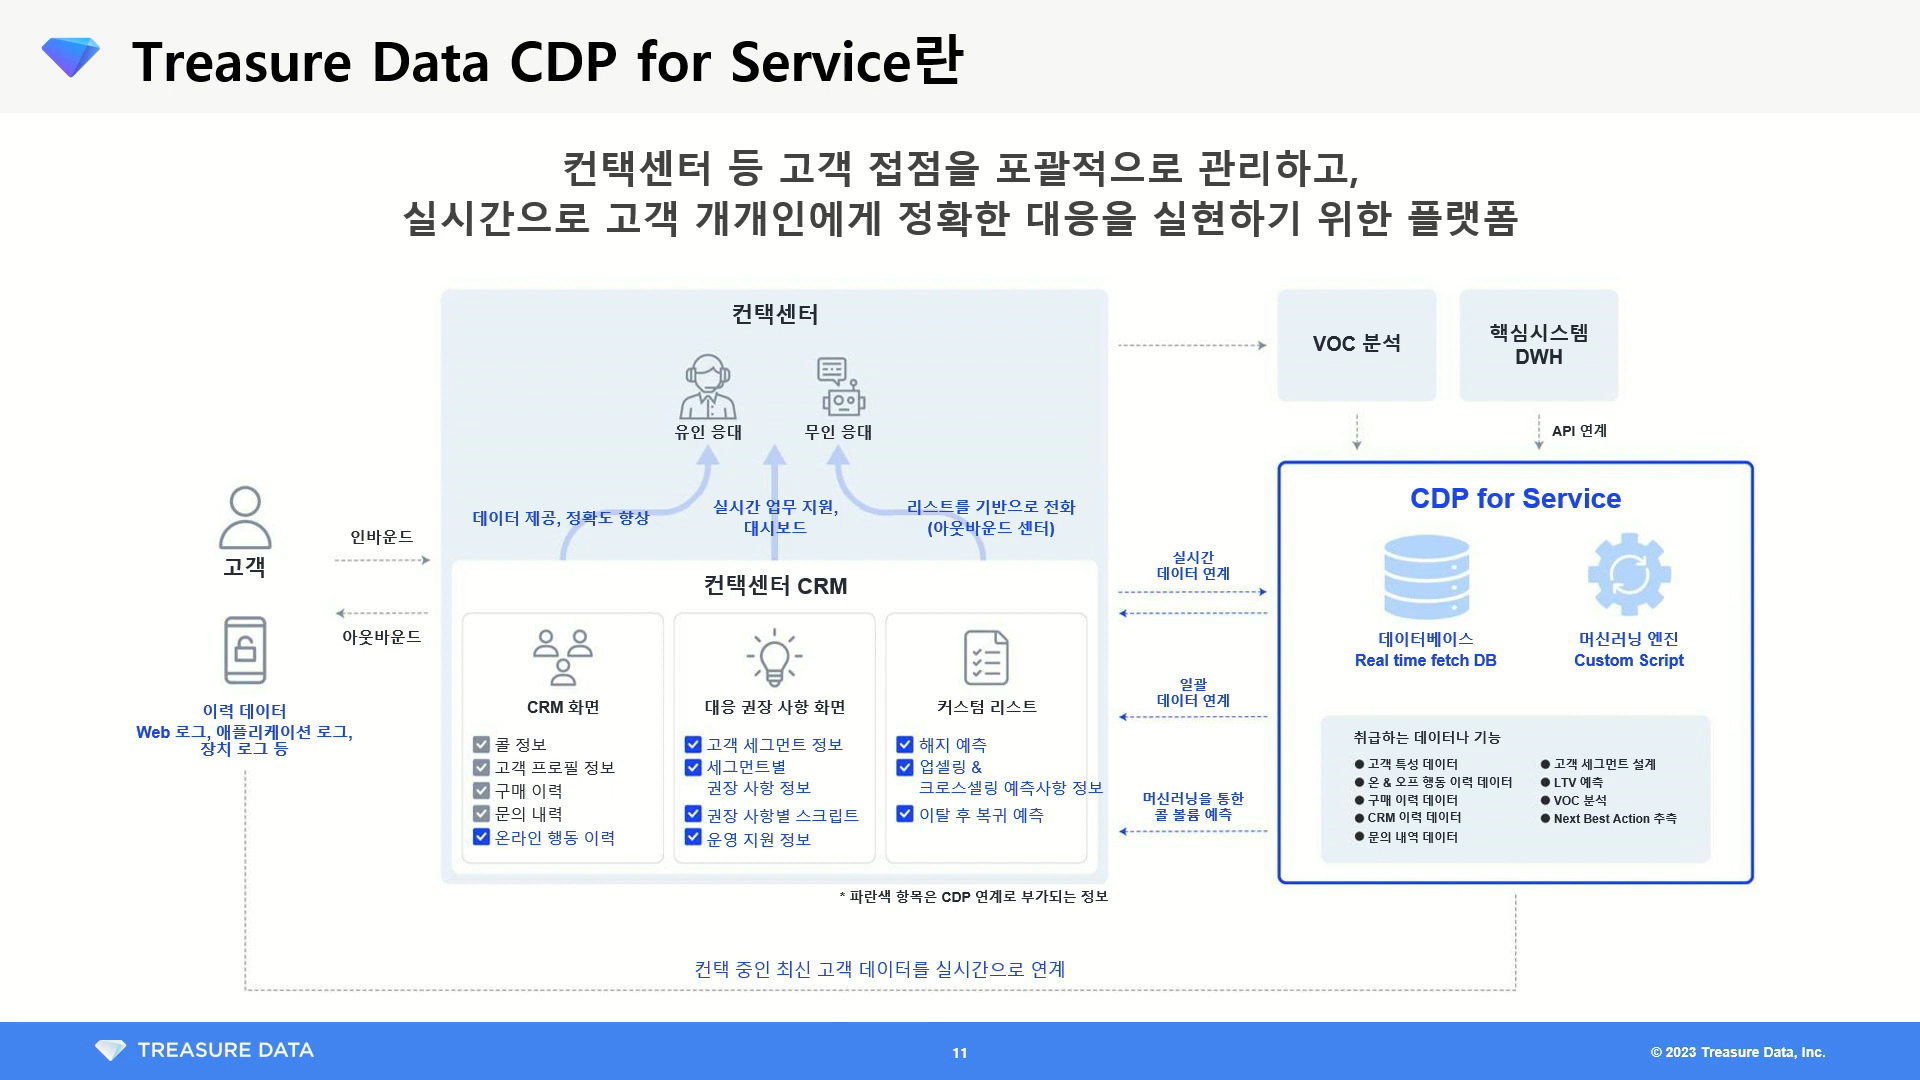 Treasure Data CDP for Service란
컨택센터 등 고객 접점을 포괄적으로 관리하고,
실시간으로 고객 개개인에게 정확한 대응을 실현하기 위한 플랫폼
고객
이력 데이터
Web 로그, 애플리케이션 로그,
장치 로그 등
인바운드
아웃바운드
컨택센터
유인 응대
무인 응대
데이터 제공, 정확도 향상
실시간 업무 지원,
대시보드
리스트를 기반으로 전화
(아웃바운드 센터)
컨택센터 CRM
CRM 화면
콜 정보
고객 프로필 정보
구매 이력
문의 내력
온라인 행동 이력
대응 권장 사항 화면
고객 세그먼트 정보
세그먼트별
권장 사항 정보
권장 사항별 스크립트
운영 지원 정보
커스텀 리스트
해지 예측
업셀링 &
크로스셀링 예측사항 정보
이탈 후 복귀 예측
* 파란색 항목은 CDP 연계로 부가되는 정보
실시간
데이터 연계
일괄
데이터 연계
머신러닝을 통한
콜 볼륨 예측
VOC 분석
핵심시스템
DWH
API 연계
CDP for Service
데이터베이스
Real time fetch DB
머신러닝 엔진
Custom Script
취급하는 데이터나 기능
● 고객 특성 데이터
● 온 & 오프 행동 이력 데이터
● 구매 이력 데이터
● CRM 이력 데이터
● 문의 내역 데이터
● 고객 세그먼트 설계
● LTV 예측
● VOC 분석
● Next Best Action 추측
컨택 중인 최신 고객 데이터를 실시간으로 연계
TREASURE DATA
11
© 2023 Treasure Data, Inc.